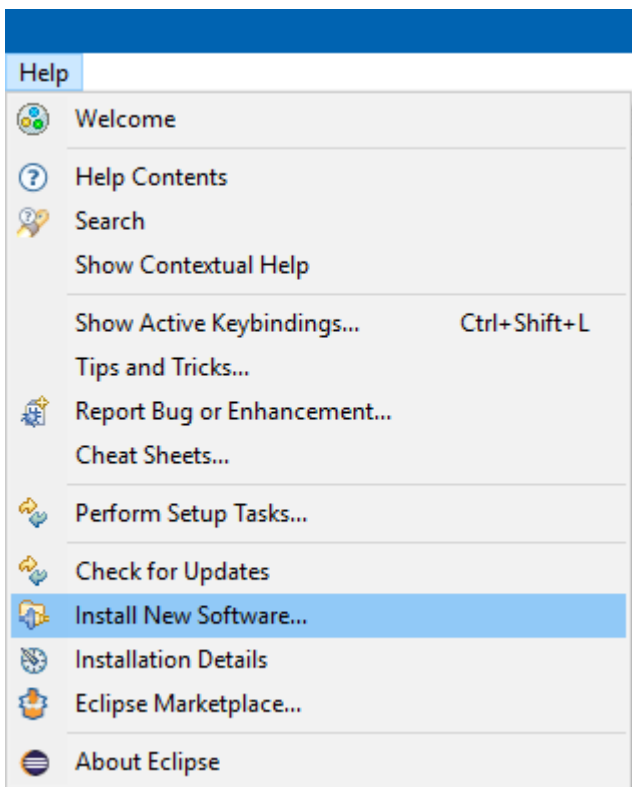 Help
Welcome
Help Contents
Search
Show Contextual Help
Show Active Keybindings... Ctrl+Shift+L
Tips and Tricks...
Report Bug or Enhancement...
Cheat Sheets...
Perform Setup Tasks...
Check for Updates
Install New Software...
Installation Details
Eclipse Marketplace...
About Eclipse